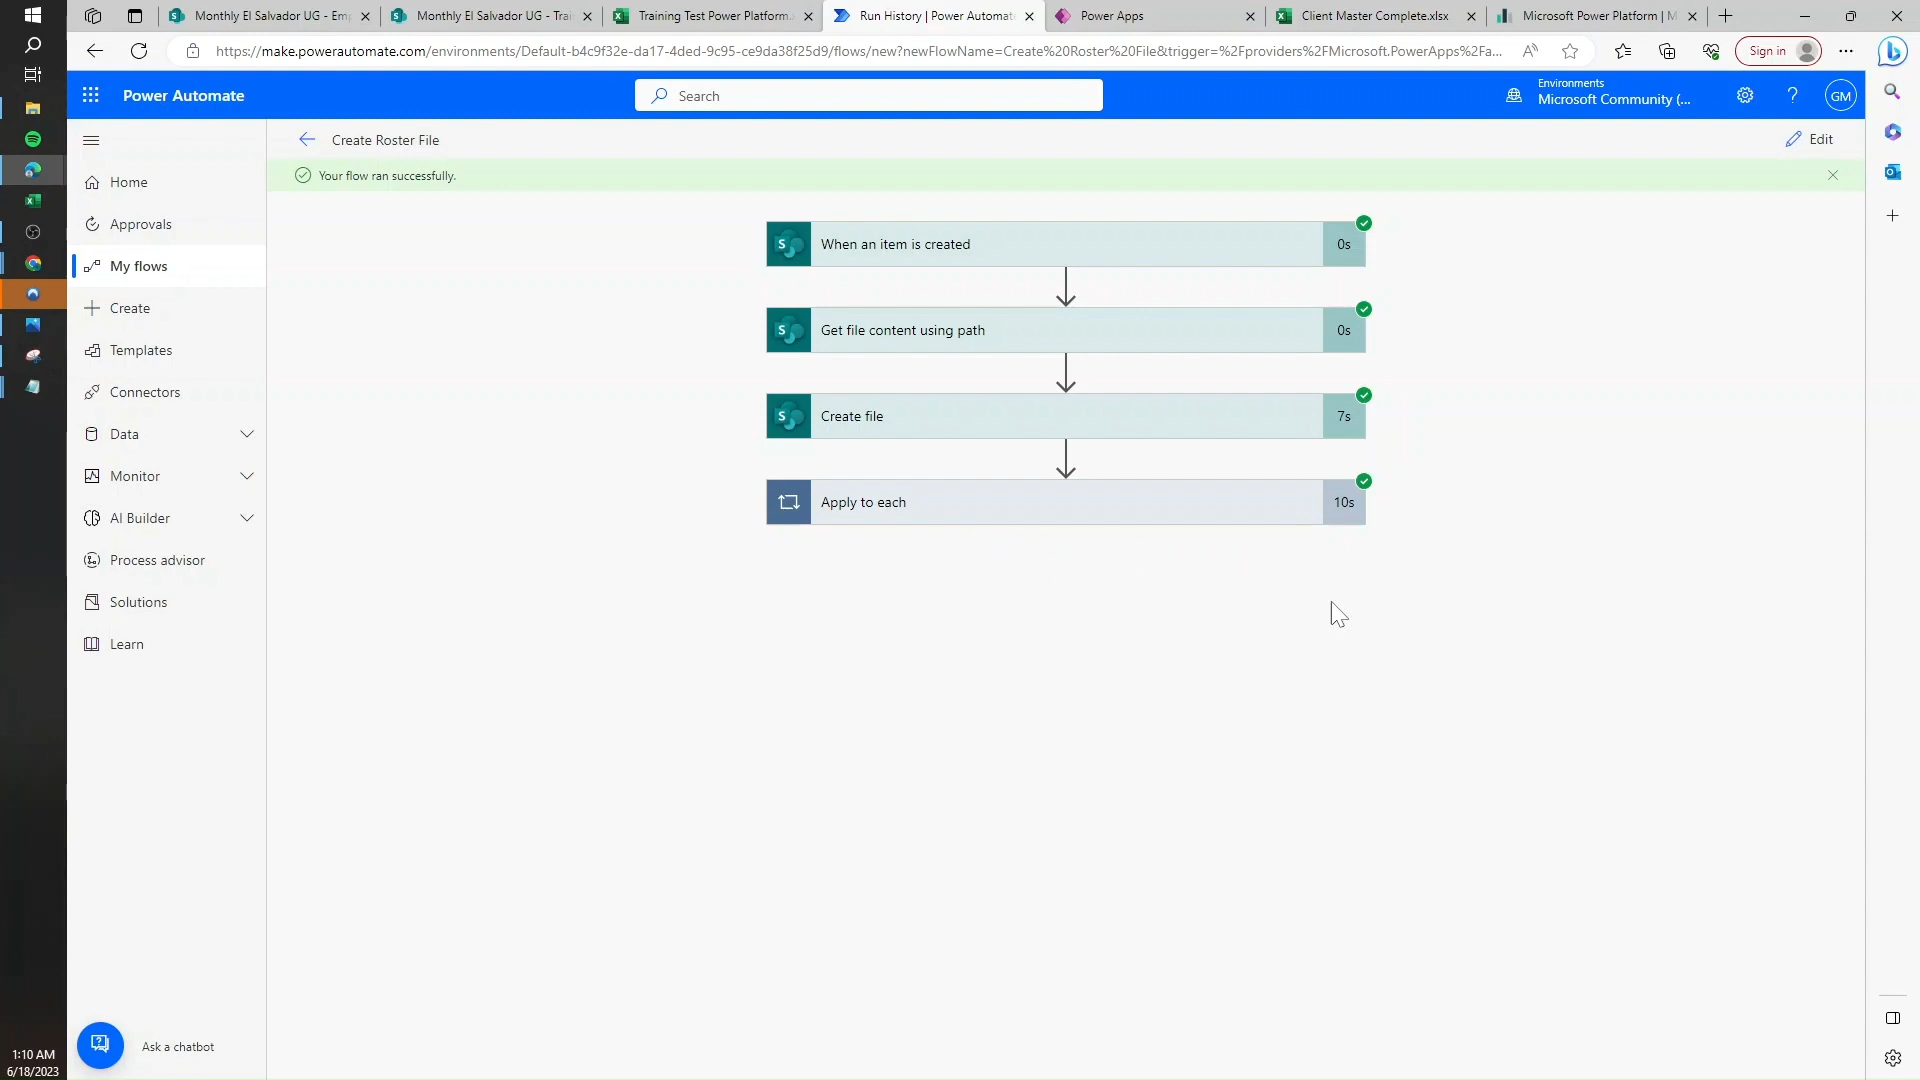 Monthly El Salvador UG - Em
Monthly El Salvador UG - Trai
Training Test Power Platform.
Run History | Power Automat
Power Apps
Client Master Complete.xlsx
Microsoft Power Platform | M
https://make.powerautomate.com/environments/Default-b4c9f32e-da17-4ded-9c95-ce9da38f25d9/flows/new?newFlowName=Create%20Roster%20File&trigger=%2Fproviders%2FMicrosoft.PowerApps%2Fa...
Sign in
Power Automate
Search
Environments
Microsoft Community (...
GM
Create Roster File
Edit
Your flow ran successfully.
Home
Approvals
My flows
Create
Templates
Connectors
Data
Monitor
AI Builder
Process advisor
Solutions
Learn
When an item is created
0s
Get file content using path
0s
Create file
7s
Apply to each
10s
Ask a chatbot
1:10 AM
6/18/2023